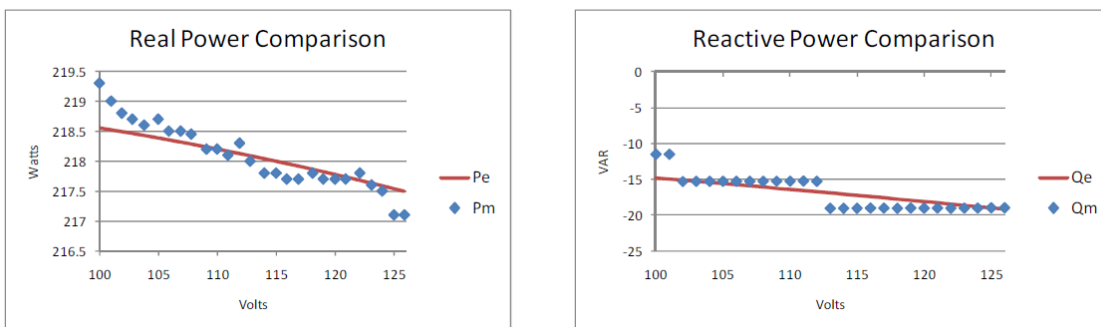 Real Power Comparison
219.5
219
218.5
218
217.5
217
216.5
Watts
100 105 110 115 120 125
Volts
Pe
Pm
Reactive Power Comparison
0
-5
-10
-15
-20
-25
VAR
100 105 110 115 120 125
Volts
Qe
Qm